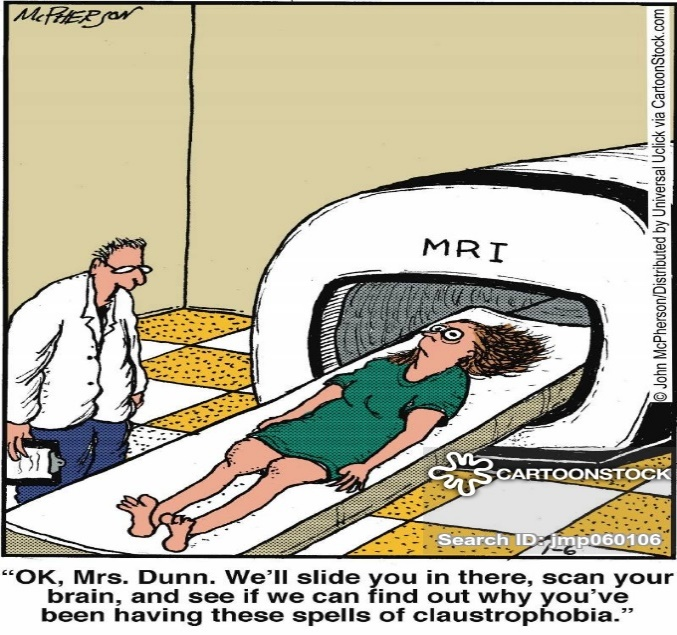 McPHERSON
MRI
© John McPherson/Distributed by Universal Uclick via CartoonStock.com
CARTOONSTOCK
Search ID: jmp060106
“OK, Mrs. Dunn. We’ll slide you in there, scan your
brain, and see if we can find out why you’ve
been having these spells of claustrophobia.”